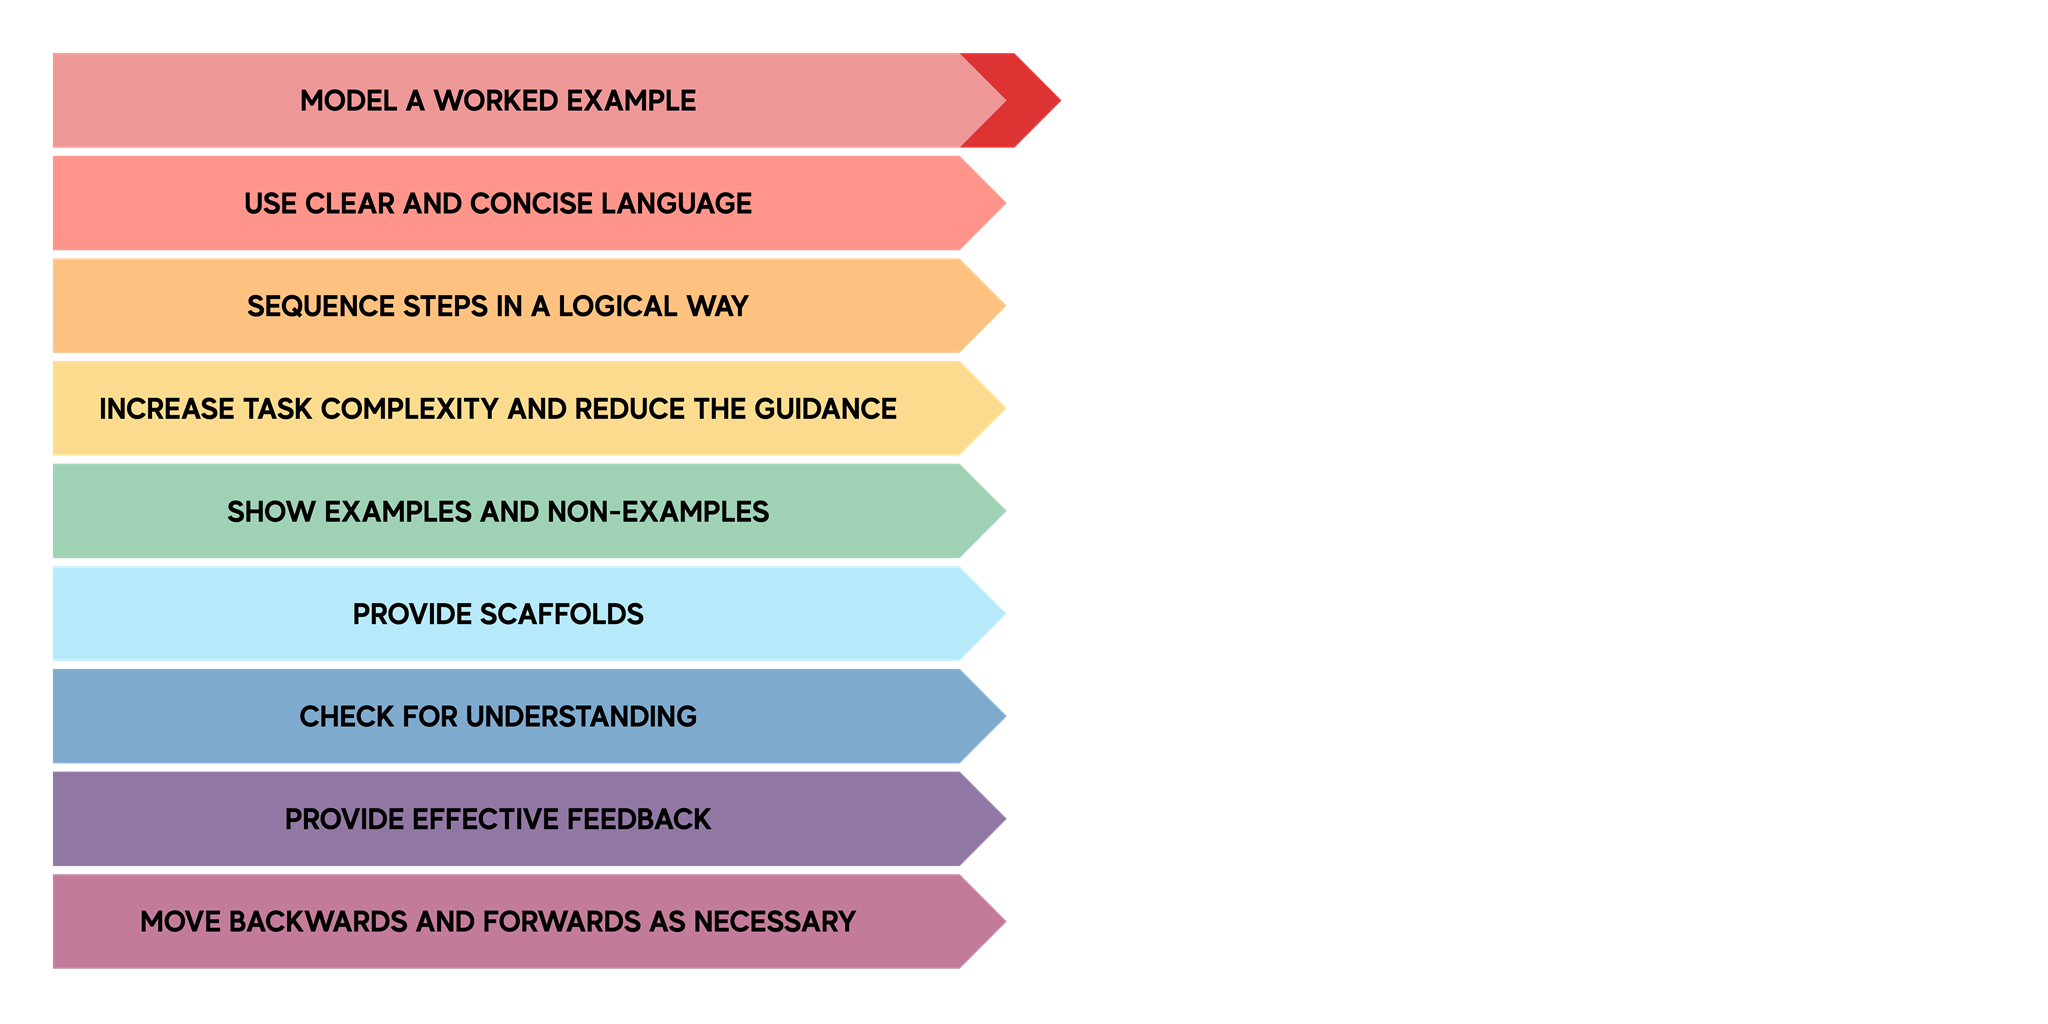 MODEL A WORKED EXAMPLE
USE CLEAR AND CONCISE LANGUAGE
SEQUENCE STEPS IN A LOGICAL WAY
INCREASE TASK COMPLEXITY AND REDUCE THE GUIDANCE
SHOW EXAMPLES AND NON-EXAMPLES
PROVIDE SCAFFOLDS
CHECK FOR UNDERSTANDING
PROVIDE EFFECTIVE FEEDBACK
MOVE BACKWARDS AND FORWARDS AS NECESSARY